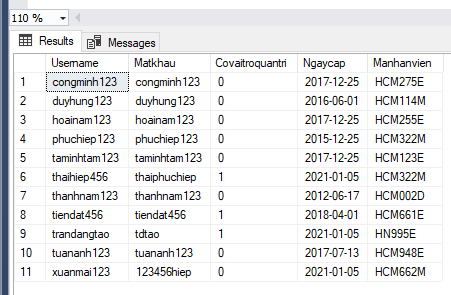 110 %
Results Messages
Username Matkhau Covaitroquantri Ngaycap Manhanvien
1 congminh123 congminh123 0 2017-12-25 HCM275E
2 duyhung123 duyhung123 0 2016-06-01 HCM114M
3 hoainam123 hoainam123 0 2017-12-25 HCM255E
4 phuchiep123 phuchiep123 0 2015-12-25 HCM322M
5 taminhtam123 taminhtam123 0 2017-12-25 HCM123E
6 thaihiep456 thaiphuchiep 1 2021-01-05 HCM322M
7 thanhnam123 thanhnam123 0 2012-06-17 HCM002D
8 tiendat456 tiendat456 1 2018-04-01 HCM661E
9 trandangtao tdtao 1 2021-01-05 HN995E
10 tuananh123 tuananh123 0 2017-07-13 HCM948E
11 xuanmai123 123456hiep 0 2021-01-05 HCM662M